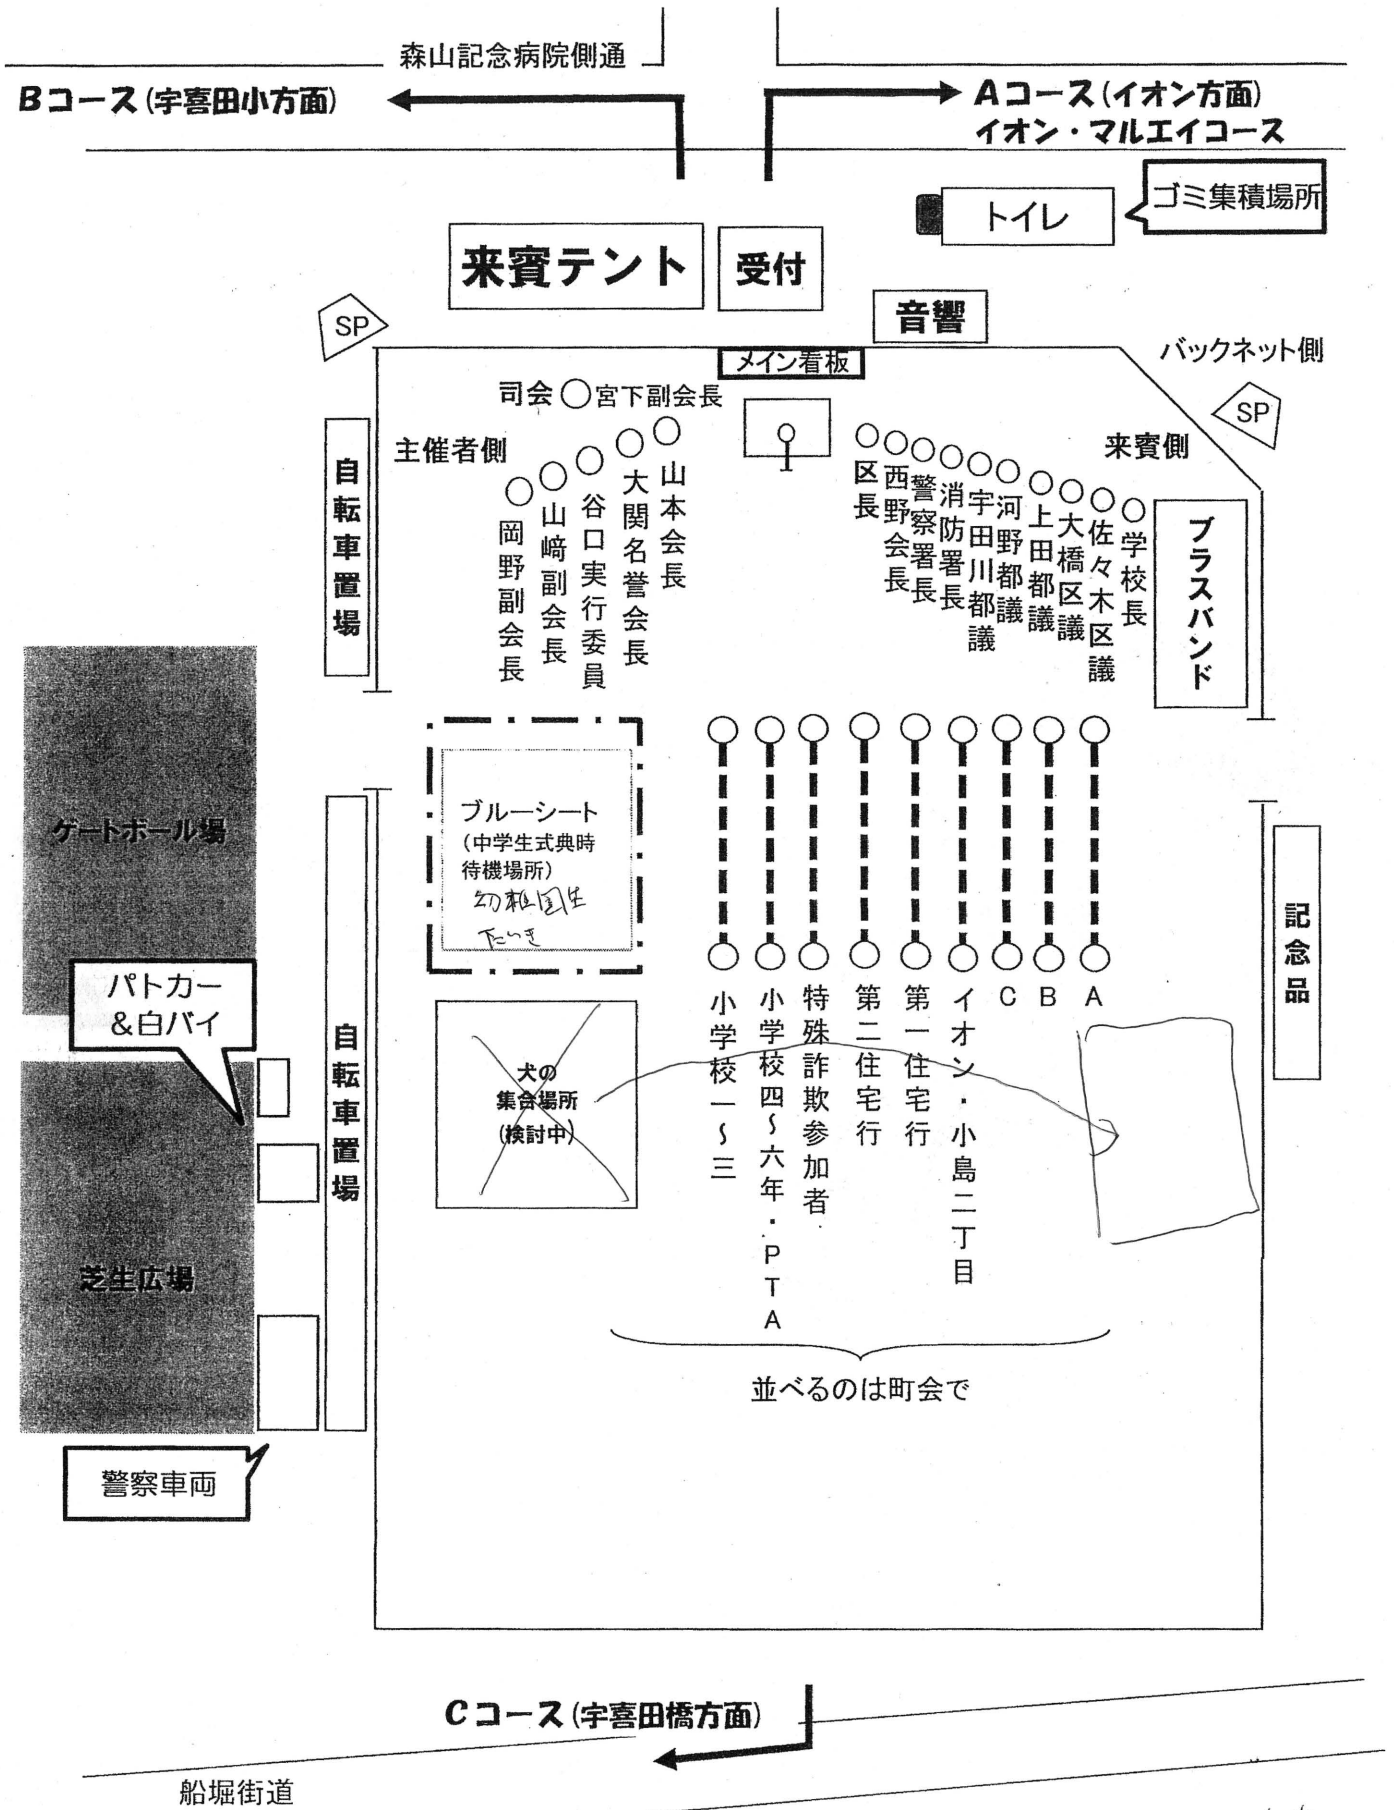 森山記念病院側通
Bコース(宇喜田小方面)
Aコース(イオン方面)
イオン・マルエイコース
ゴミ集積場所
トイレ
来賓テント
受付
音響
SP
メイン看板
バックネット側
SP
司会
宮下副会長
主催者側
来賓側
自転車置場
岡野副会長
山﨑副会長
谷口実行委員
大関名誉会長
山本会長
区長
西野会長
警察署長
消防署長
宇田川都議
河野都議
上田都議
大橋区議
佐々木区議
学校長
ブラスバンド
ゲートボール場
ブルーシート
(中学生式典時
待機場所)
幼稚園生
たいき
記念品
パトカー
&白バイ
自転車置場
犬の
集合場所
(検討中)
小学校一~三
小学校四~六年・PTA
特殊詐欺参加者
第二住宅行
第一住宅行
イオン・小島二丁目
C
B
A
芝生広場
並べるのは町会で
警察車両
Cコース(宇喜田橋方面)
船堀街道